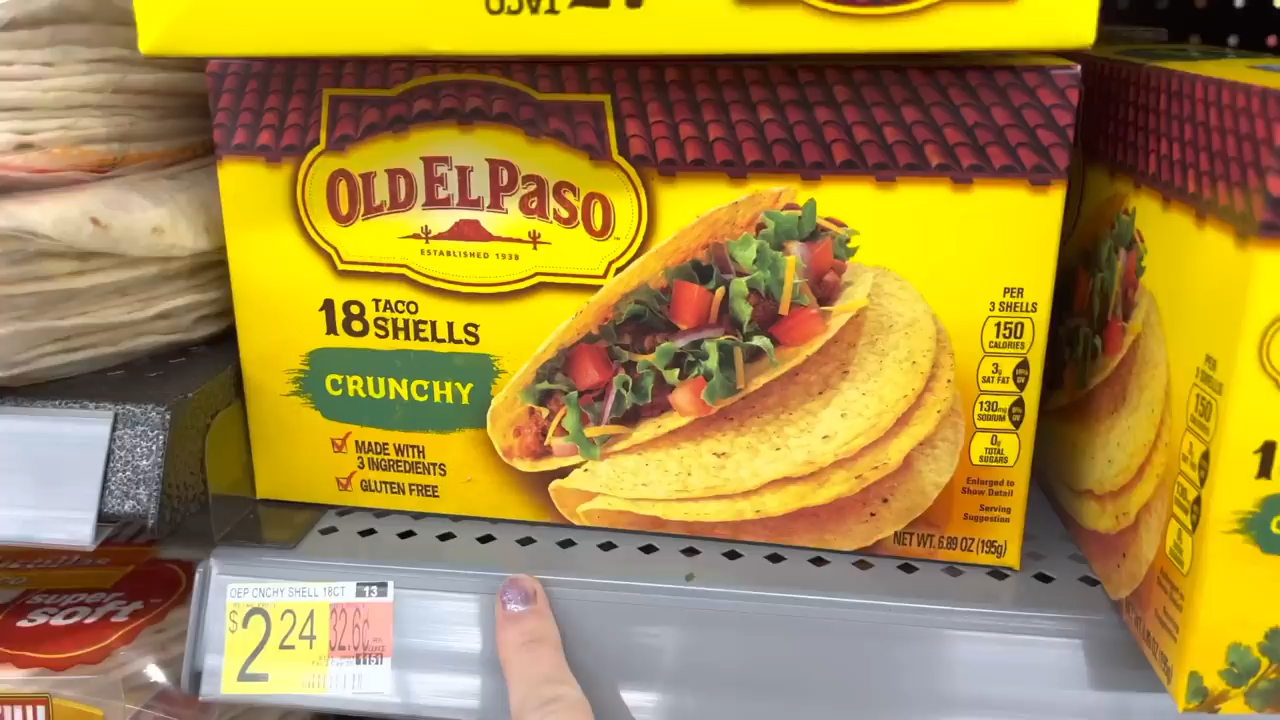 OLD EL PASO
ESTABLISHED 1938
18 TACO
SHELLS
CRUNCHY
MADE WITH
3 INGREDIENTS
GLUTEN FREE
PER
3 SHELLS
150
CALORIES
3g
SAT FAT
130mg
SODIUM
0g
TOTAL
SUGARS
Enlarged to
Show Detail
Serving
Suggestion
NET WT. 6.89 OZ (195g)
OEP CNCHY SHELL 18CT 13
$2 24 32.6¢
1151
super
soft
PER
3 SHELLS
150